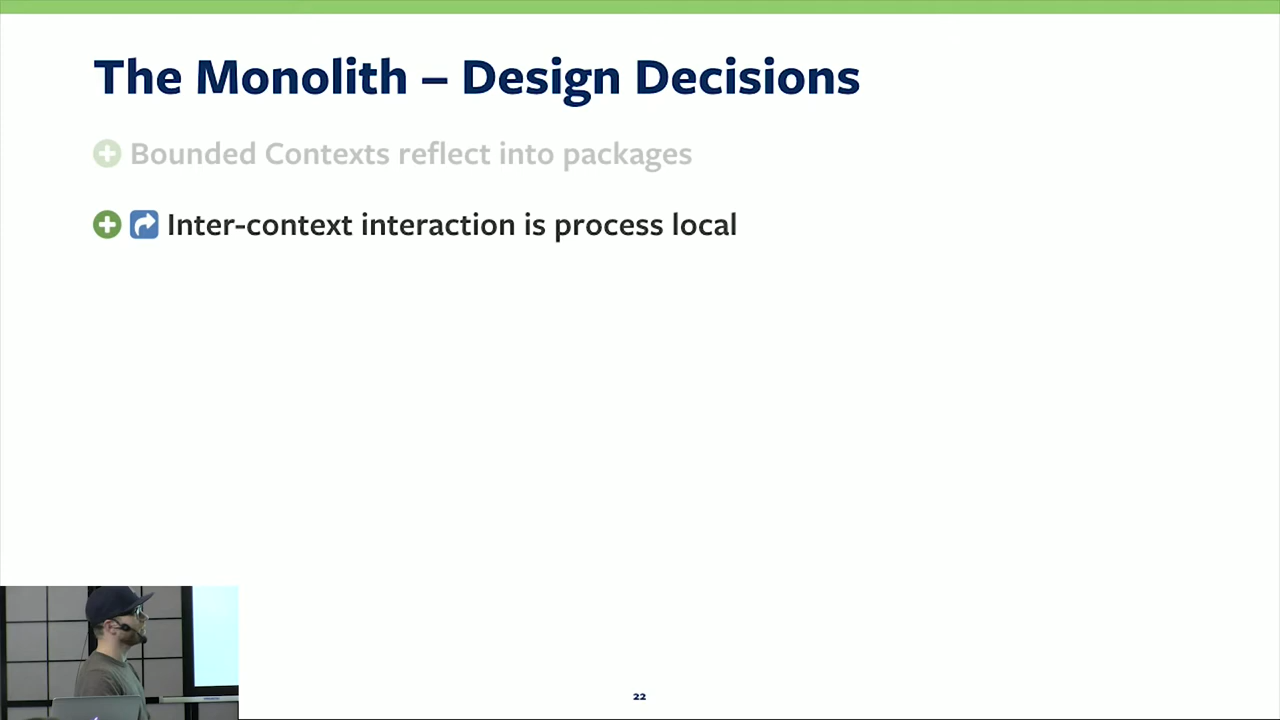 The Monolith – Design Decisions
Bounded Contexts reflect into packages
Inter-context interaction is process local
22